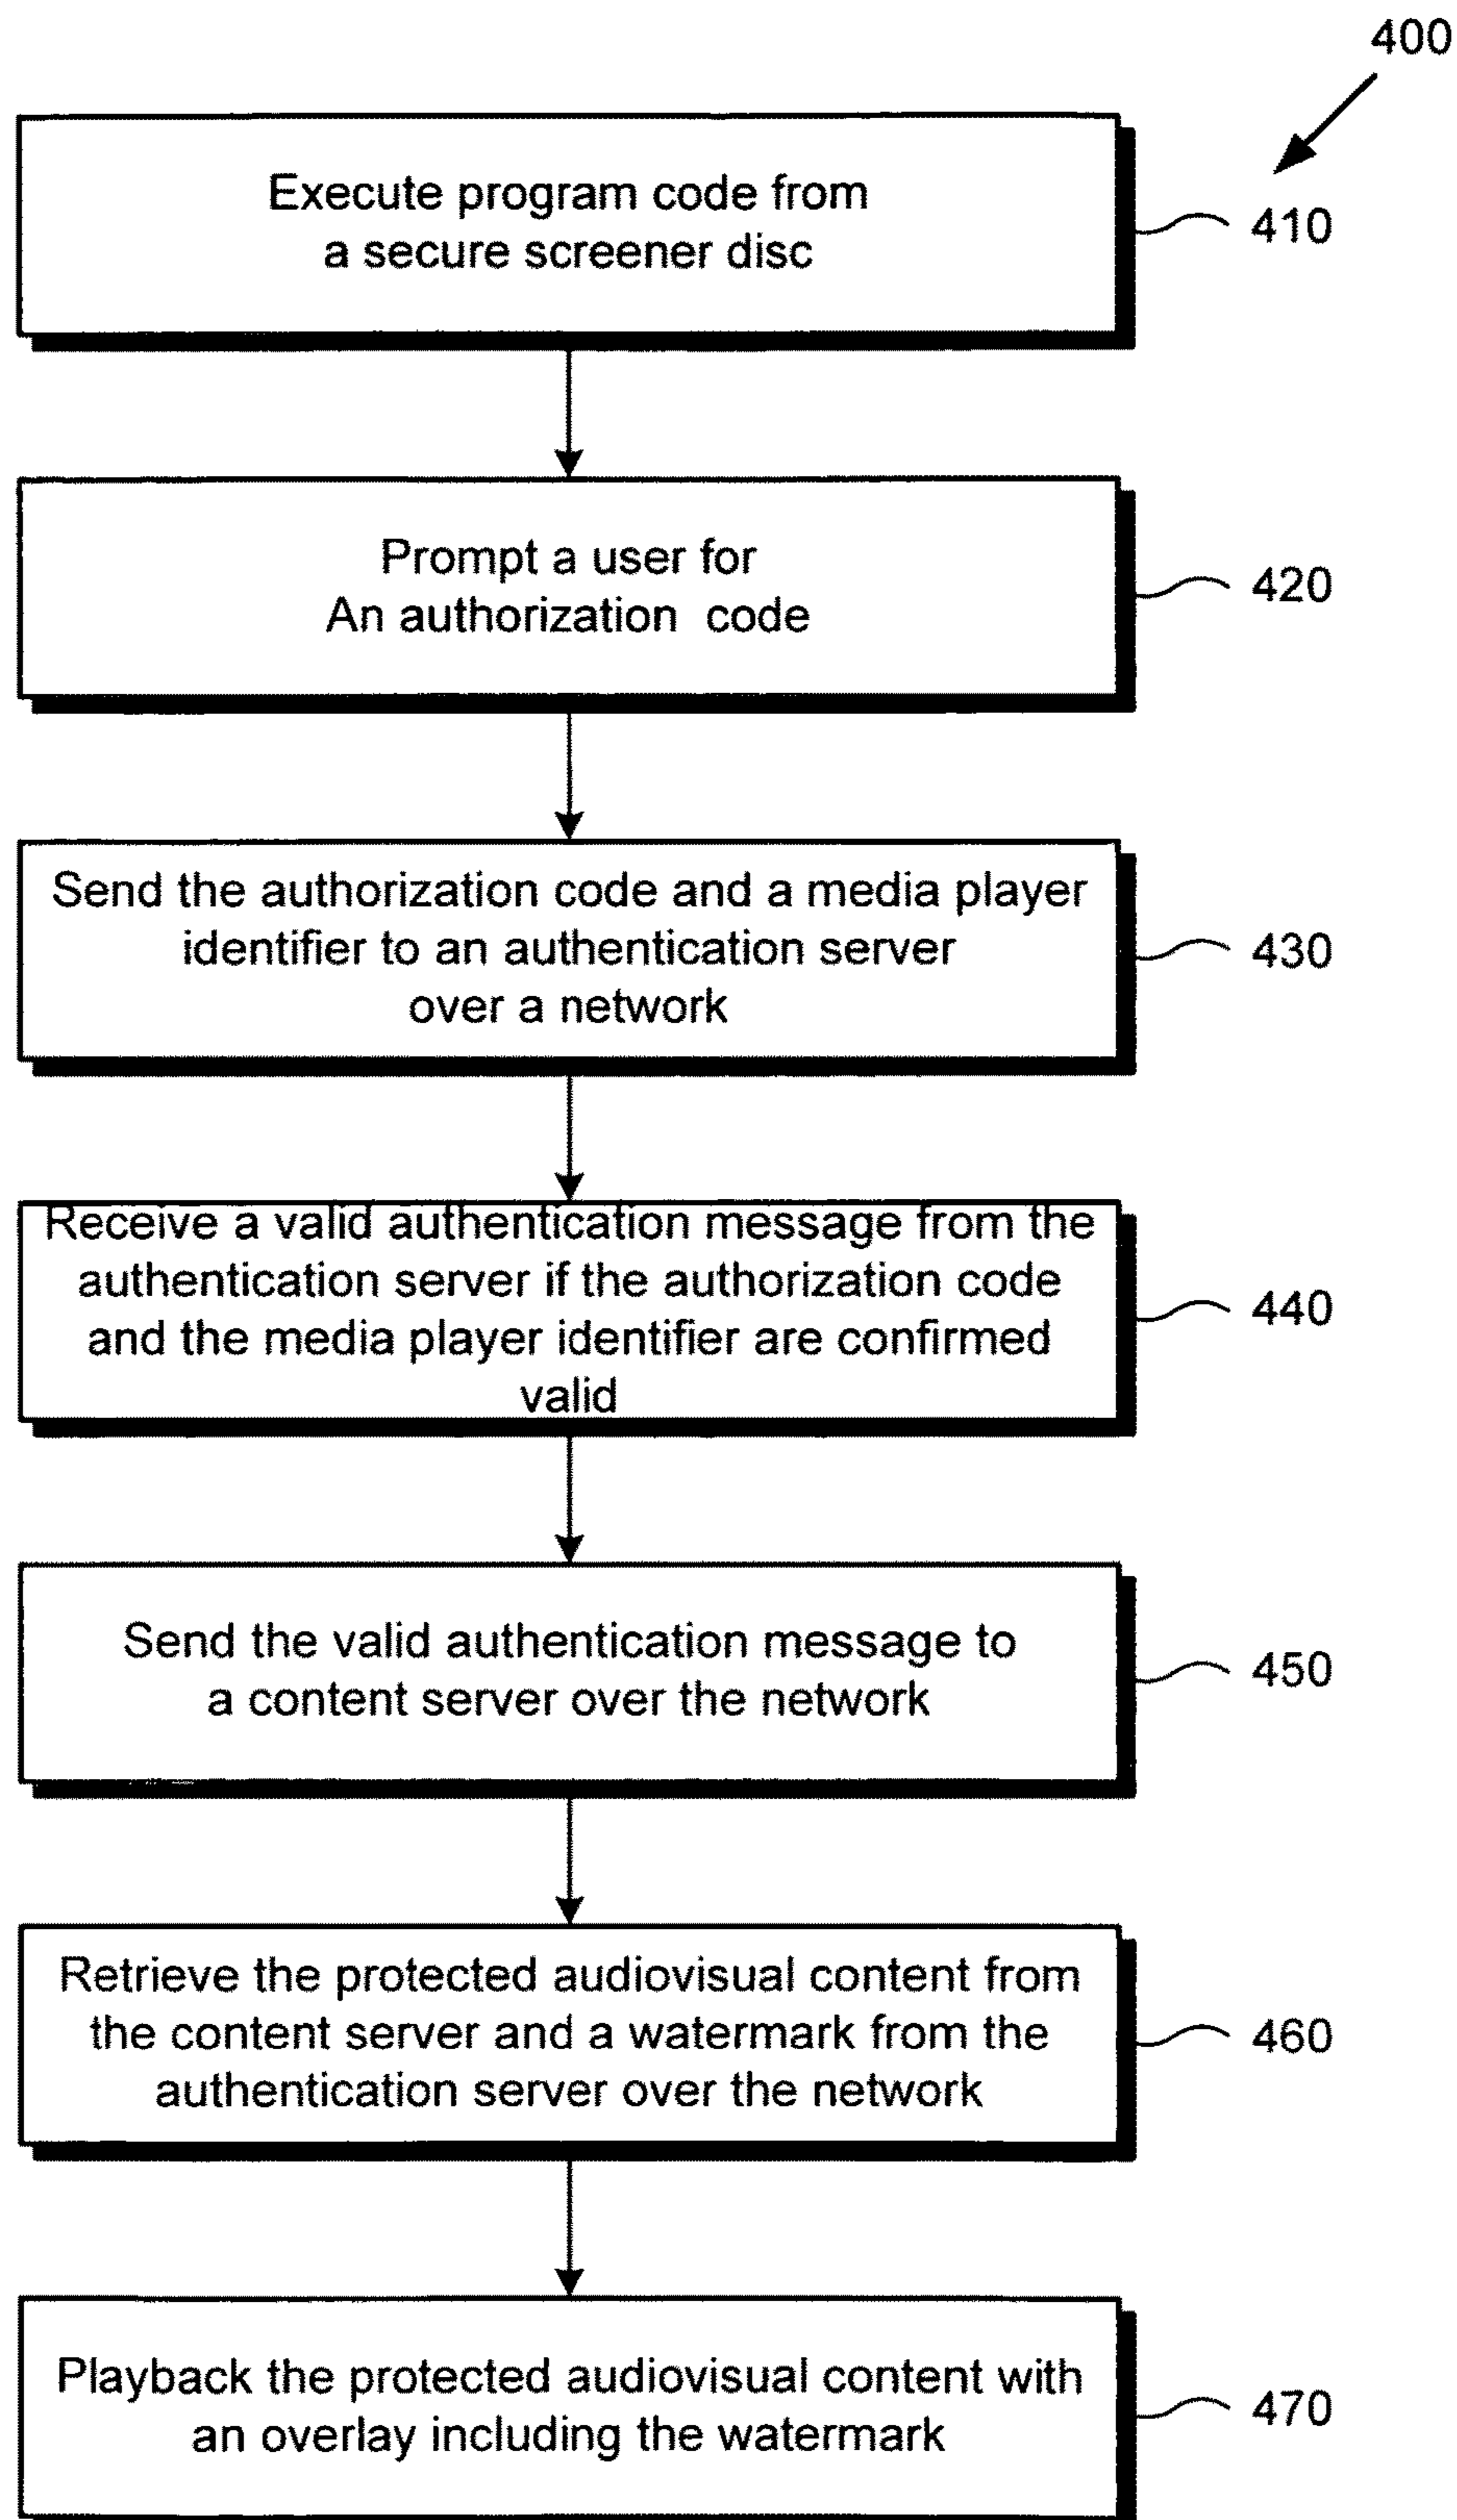 400
Execute program code from
a secure screener disc
410
Prompt a user for
An authorization code
420
Send the authorization code and a media player
identifier to an authentication server
over a network
430
Receive a valid authentication message from the
authentication server if the authorization code
and the media player identifier are confirmed
valid
440
Send the valid authentication message to
a content server over the network
450
Retrieve the protected audiovisual content from
the content server and a watermark from the
authentication server over the network
460
Playback the protected audiovisual content with
an overlay including the watermark
470